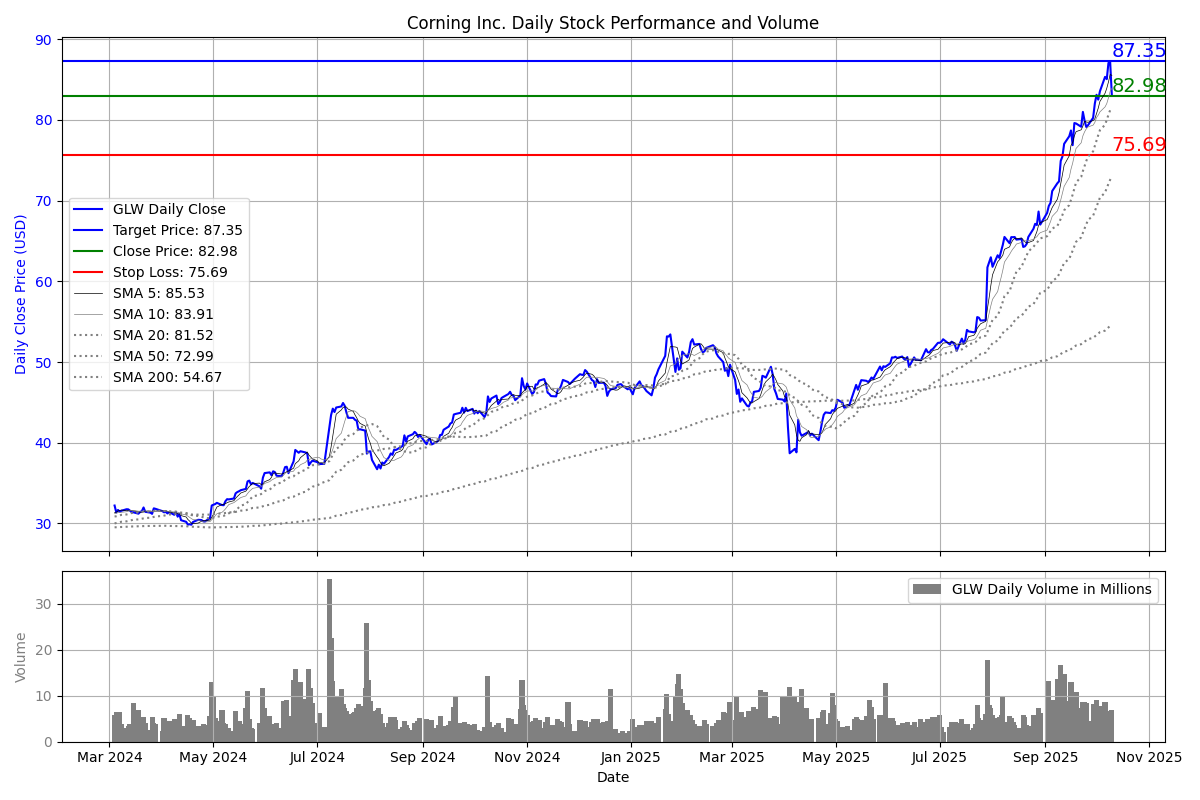 Corning Inc. Daily Stock Performance and Volume
Daily Close Price (USD)
90
80
70
60
50
40
30
87.35
82.98
75.69
GLW Daily Close
Target Price: 87.35
Close Price: 82.98
Stop Loss: 75.69
SMA 5: 85.53
SMA 10: 83.91
SMA 20: 81.52
SMA 50: 72.99
SMA 200: 54.67
Volume
30
20
10
0
GLW Daily Volume in Millions
Mar 2024 May 2024 Jul 2024 Sep 2024 Nov 2024 Jan 2025 Mar 2025 May 2025 Jul 2025 Sep 2025 Nov 2025
Date